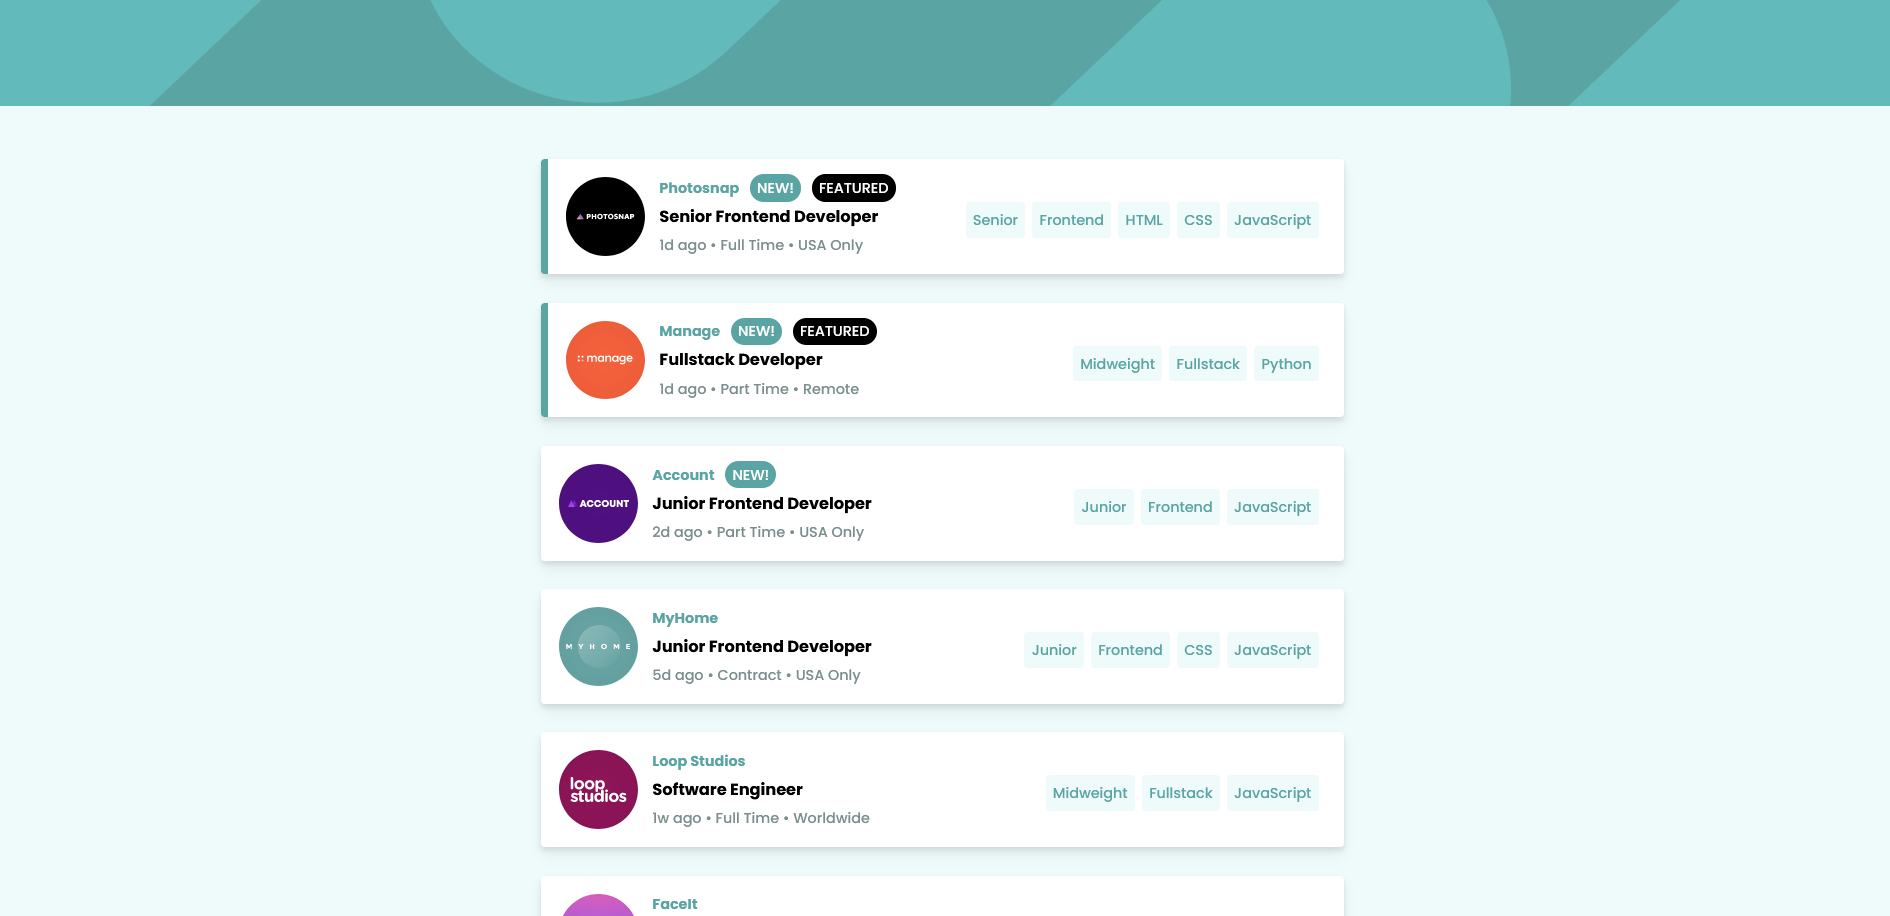 PHOTOSNAP
Photosnap NEW! FEATURED
Senior Frontend Developer
1d ago • Full Time • USA Only
Senior Frontend HTML CSS JavaScript
manage
Manage NEW! FEATURED
Fullstack Developer
1d ago • Part Time • Remote
Midweight Fullstack Python
ACCOUNT
Account NEW!
Junior Frontend Developer
2d ago • Part Time • USA Only
Junior Frontend JavaScript
MYHOME
MyHome
Junior Frontend Developer
5d ago • Contract • USA Only
Junior Frontend CSS JavaScript
loop
studios
Loop Studios
Software Engineer
1w ago • Full Time • Worldwide
Midweight Fullstack JavaScript
FaceIt